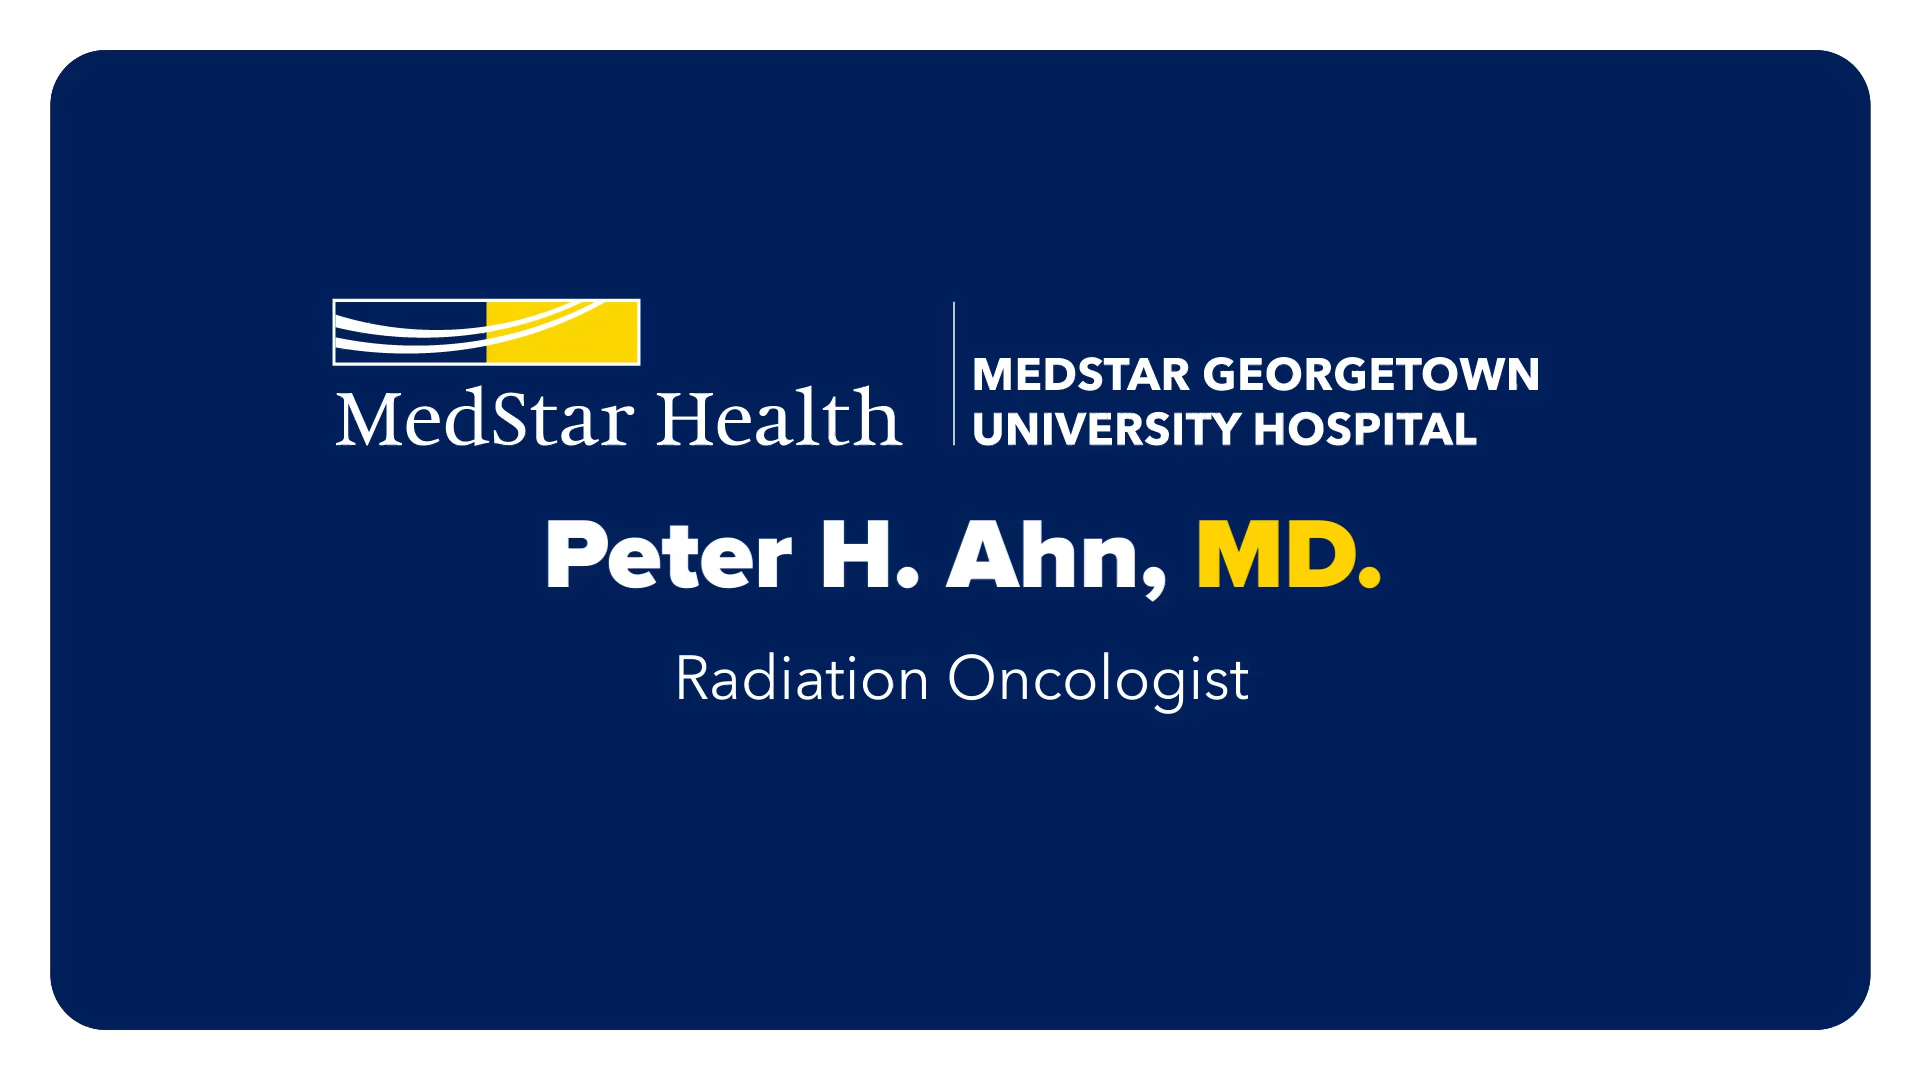 MedStar Health
MEDSTAR GEORGETOWN
UNIVERSITY HOSPITAL
Peter H. Ahn, MD.
Radiation Oncologist